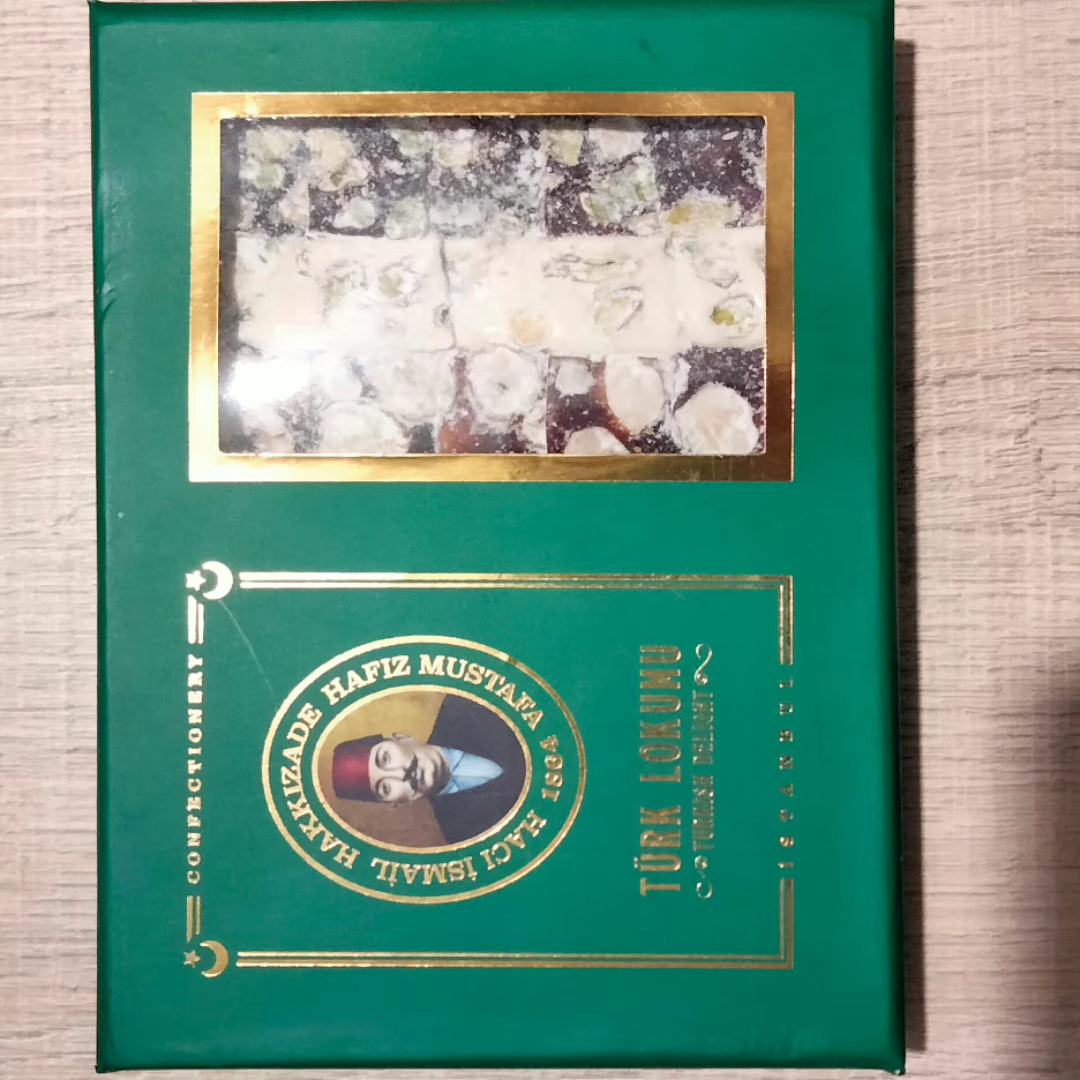 CONFECTIONERY
HACI İSMAİL HAKKIZADE HAFIZ MUSTAFA 1864
TÜRK LOKUMU
TURKISH DELIGHT
ISTANBUL